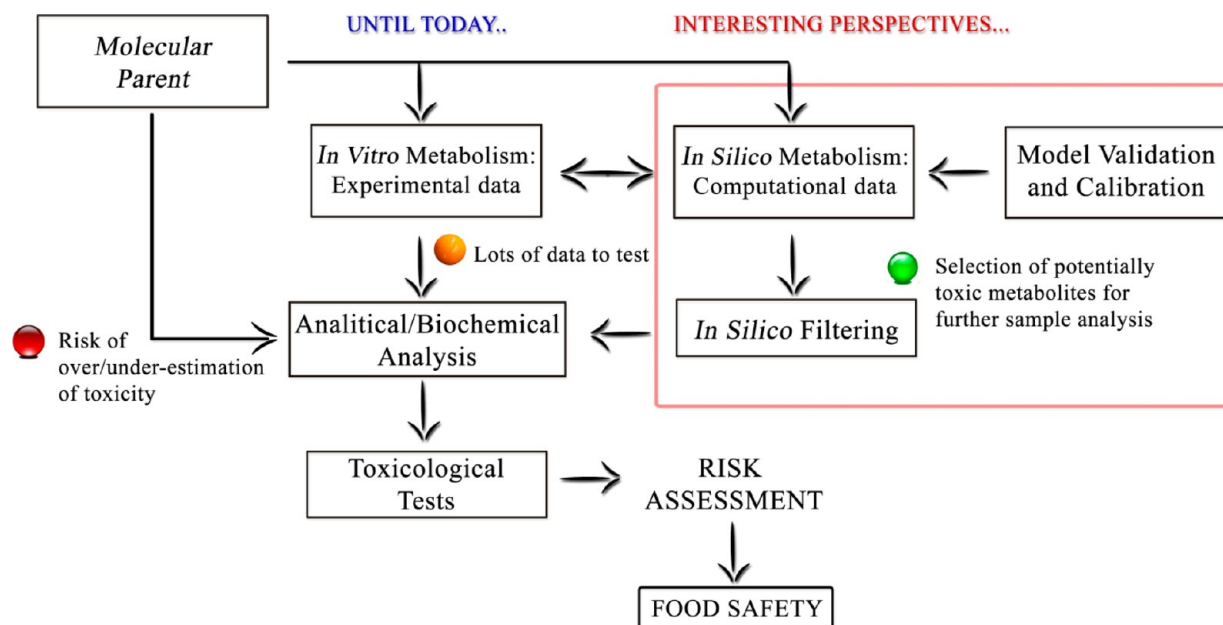 UNTIL TODAY..
INTERESTING PERSPECTIVES...
Molecular
Parent
In Vitro Metabolism:
Experimental data
In Silico Metabolism:
Computational data
Model Validation
and Calibration
Lots of data to test
Selection of potentially
toxic metabolites for
further sample analysis
Risk of
over/under-estimation
of toxicity
Analitical/Biochemical
Analysis
In Silico Filtering
Toxicological
Tests
RISK
ASSESSMENT
FOOD SAFETY